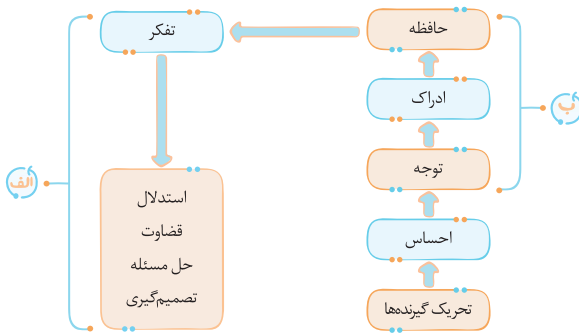 حافظه
ادراک
توجه
احساس
تحریک گیرنده‌ها
ب
تفکر
استدلال
قضاوت
حل مسئله
تصمیم‌گیری
الف